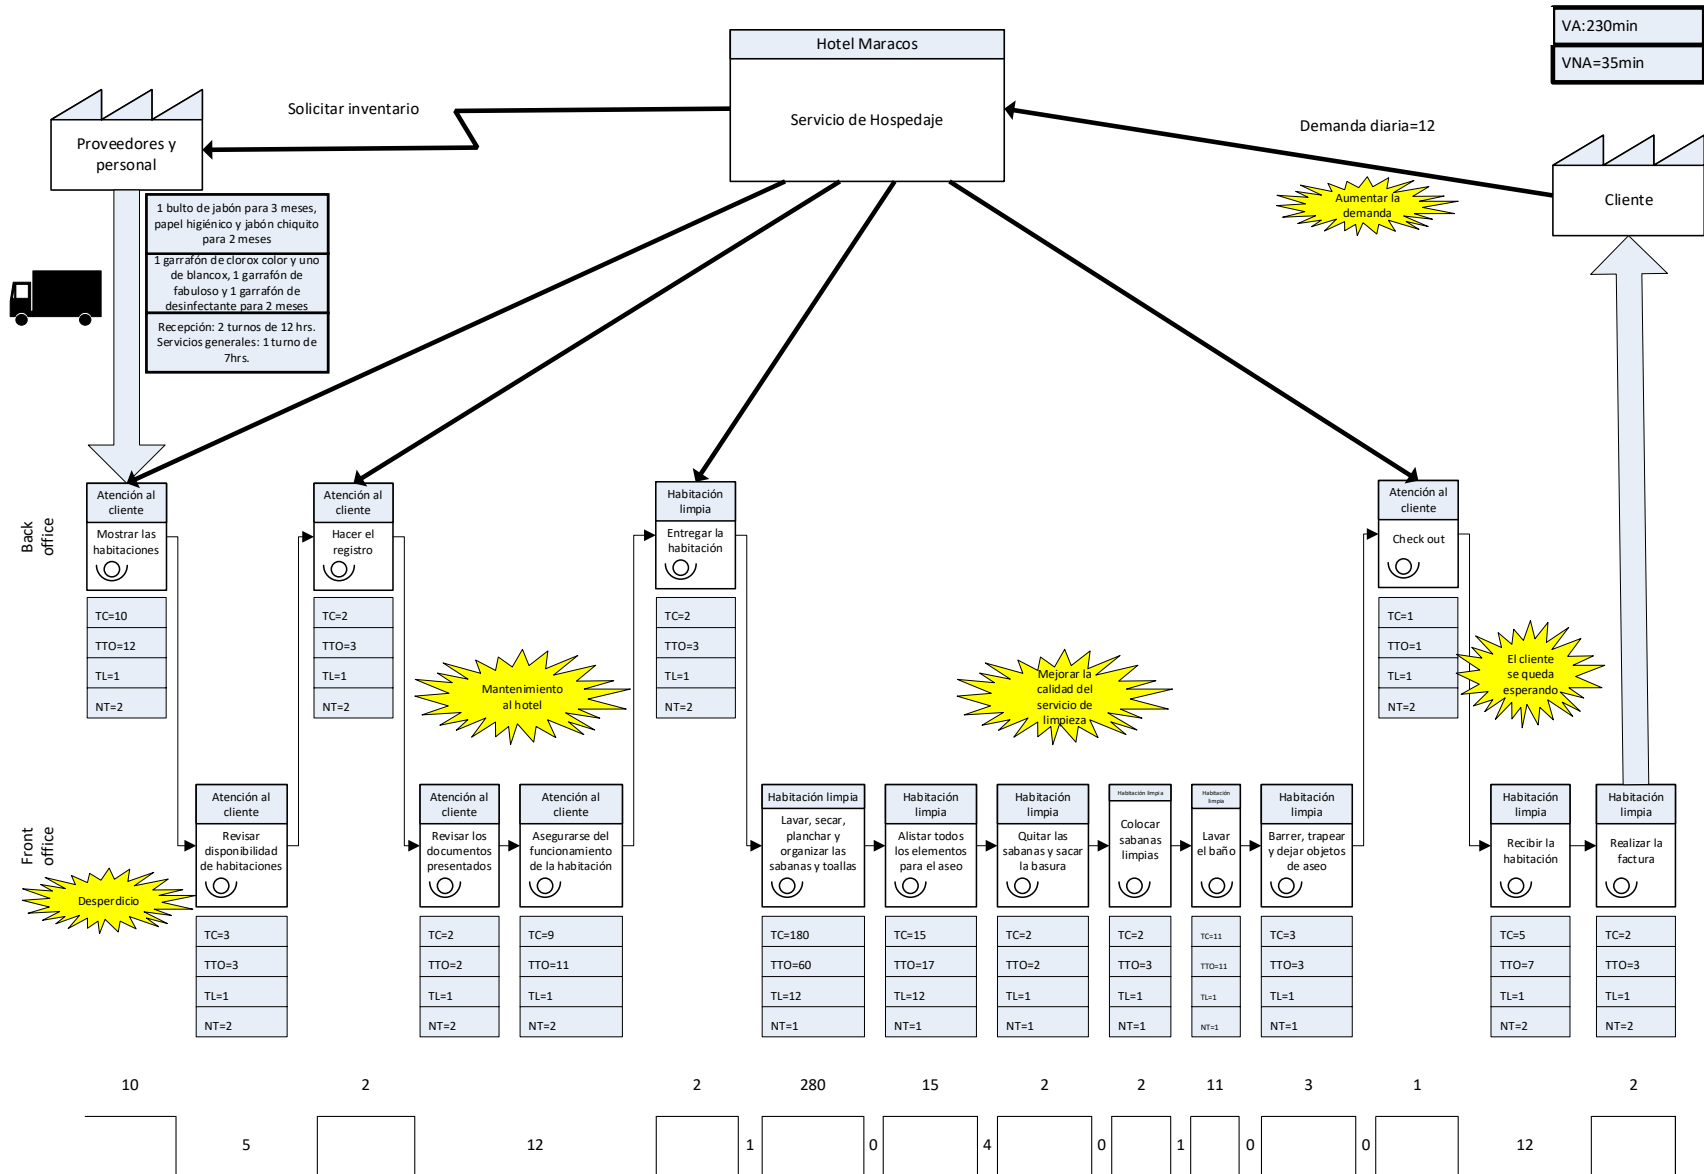 VA:230min
VNA=35min
Hotel Maracos
Servicio de Hospedaje
Solicitar inventario
Demanda diaria=12
Proveedores y
personal
Cliente
Aumentar la
demanda
1 bulto de jabón para 3 meses,
papel higiénico y jabón chiquito
para 2 meses
1 garrafón de clorox color y uno
de blancox, 1 garrafón de
fabuloso y 1 garrafón de
desinfectante para 2 meses
Recepción: 2 turnos de 12 hrs.
Servicios generales: 1 turno de
7hrs.
Back
office
Atención al
cliente
Mostrar las
habitaciones
TC=10
TTO=12
TL=1
NT=2
Atención al
cliente
Hacer el
registro
TC=2
TTO=3
TL=1
NT=2
Habitación
limpia
Entregar la
habitación
TC=2
TTO=3
TL=1
NT=2
Atención al
cliente
Check out
TC=1
TTO=1
TL=1
NT=2
Mantenimiento
al hotel
Mejorar la
calidad del
servicio de
limpieza
El cliente
se queda
esperando
Front
office
Desperdicio
Atención al
cliente
Revisar
disponibilidad
de habitaciones
TC=3
TTO=3
TL=1
NT=2
Atención al
cliente
Revisar los
documentos
presentados
TC=2
TTO=2
TL=1
NT=2
Atención al
cliente
Asegurarse del
funcionamiento
de la habitación
TC=9
TTO=11
TL=1
NT=2
Habitación limpia
Lavar, secar,
planchar y
organizar las
sabanas y toallas
TC=180
TTO=60
TL=12
NT=1
Habitación
limpia
Alistar todos
los elementos
para el aseo
TC=15
TTO=17
TL=12
NT=1
Habitación
limpia
Quitar las
sabanas y sacar
la basura
TC=2
TTO=2
TL=1
NT=1
Habitación limpia
Colocar
sabanas
limpias
TC=2
TTO=3
TL=1
NT=1
Habitación
limpia
Lavar
el baño
TC=11
TTO=11
TL=1
NT=1
Habitación
limpia
Barrer, trapear
y dejar objetos
de aseo
TC=3
TTO=3
TL=1
NT=1
Habitación
limpia
Recibir la
habitación
TC=5
TTO=7
TL=1
NT=2
Habitación
limpia
Realizar la
factura
TC=2
TTO=3
TL=1
NT=2
10 2 2 280 15 2 2 11 3 1 2
5 12 1 0 4 0 1 0 0 12